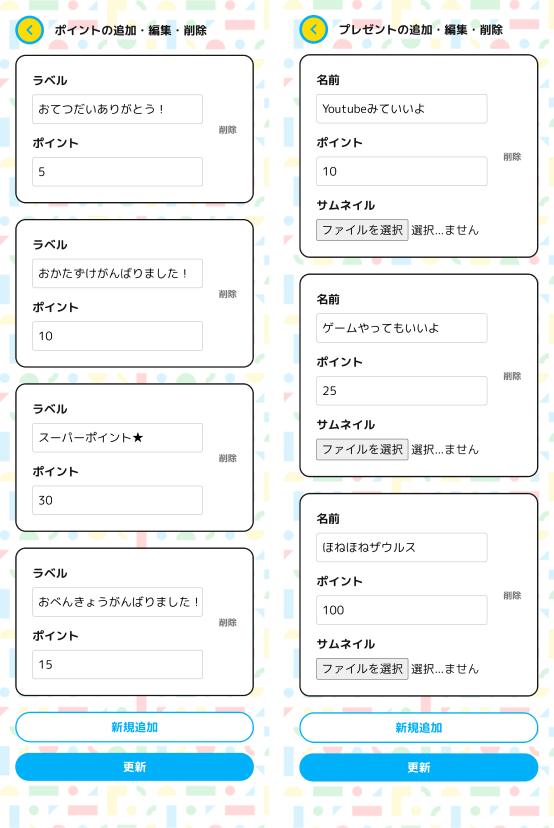 ポイントの追加・編集・削除
ラベル
おてつだいありがとう！
削除
ポイント
5
ラベル
おかたずけがんばりました！
削除
ポイント
10
ラベル
スーパーポイント★
削除
ポイント
30
ラベル
おべんきょうがんばりました！
削除
ポイント
15
新規追加
更新
プレゼントの追加・編集・削除
名前
Youtubeみていいよ
ポイント
削除
10
サムネイル
ファイルを選択 選択...ません
名前
ゲームやってもいいよ
ポイント
削除
25
サムネイル
ファイルを選択 選択...ません
名前
ほねほねザウルス
ポイント
削除
100
サムネイル
ファイルを選択 選択...ません
新規追加
更新